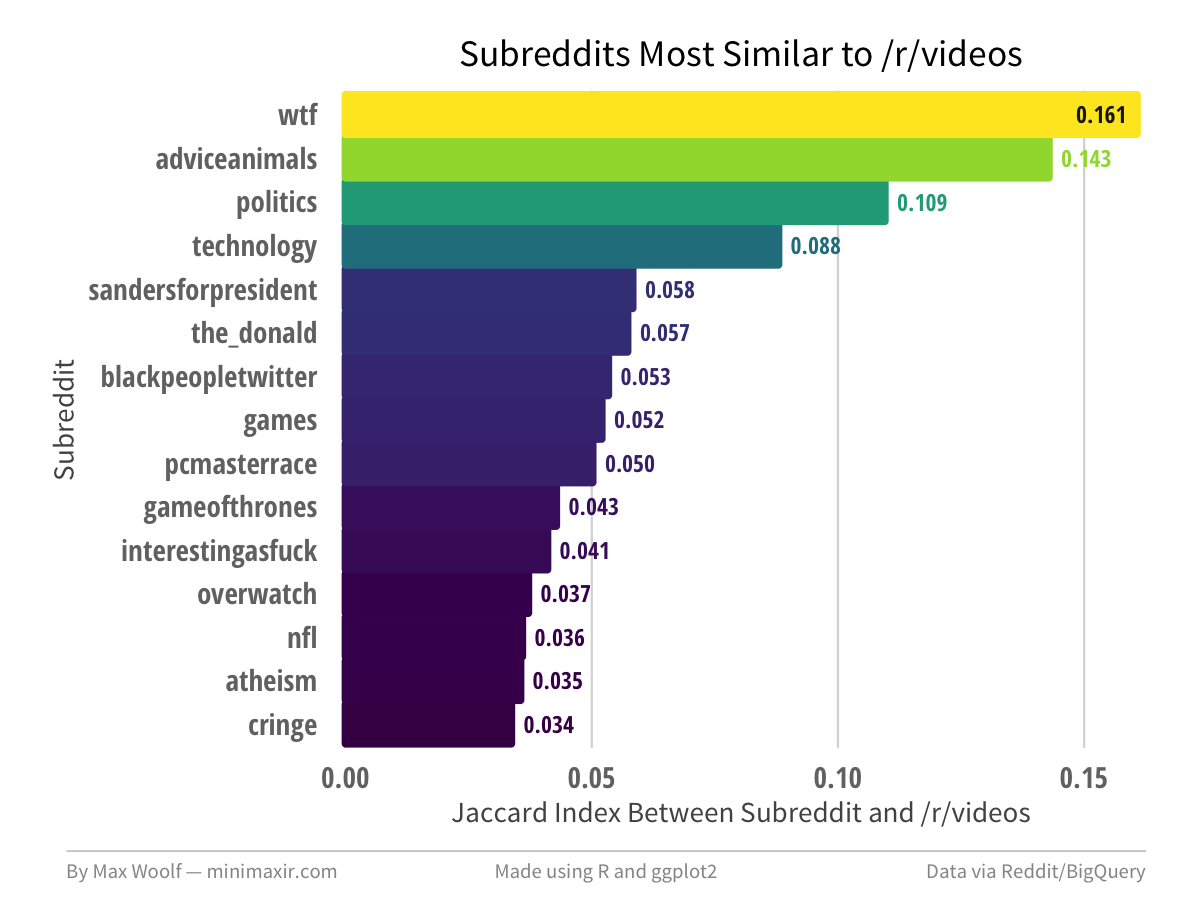 Subreddits Most Similar to /r/videos
wtf 0.161
adviceanimals 0.143
politics 0.109
technology 0.088
sandersforpresident 0.058
the_donald 0.057
blackpeopletwitter 0.053
games 0.052
pcmasterrace 0.050
gameofthrones 0.043
interestingasfuck 0.041
overwatch 0.037
nfl 0.036
atheism 0.035
cringe 0.034
Subreddit
0.00 0.05 0.10 0.15
Jaccard Index Between Subreddit and /r/videos
By Max Woolf — minimaxir.com Made using R and ggplot2 Data via Reddit/BigQuery